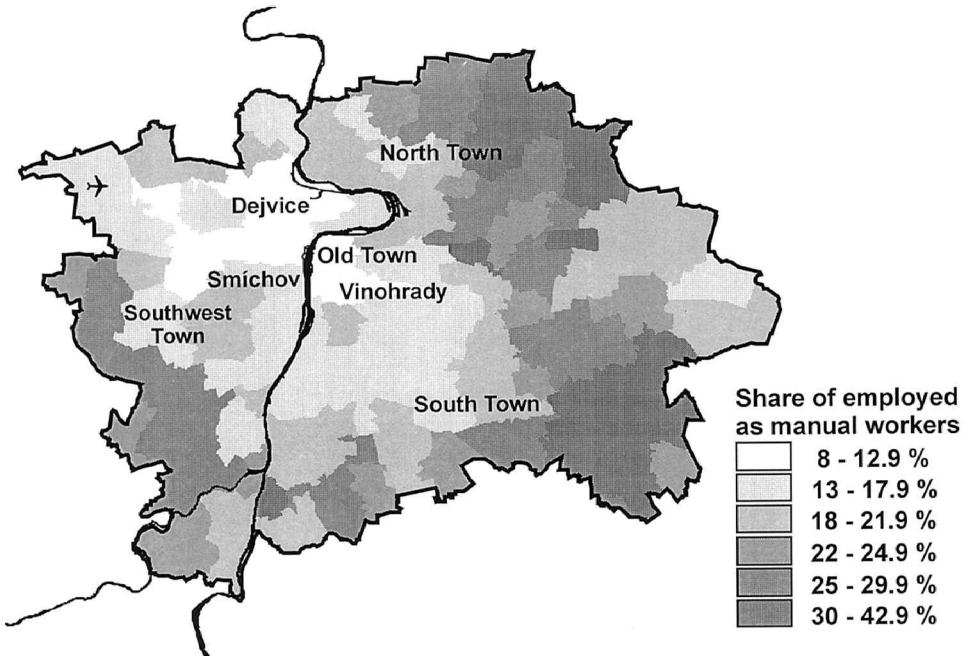 North Town
Dejvice
Old Town
Smíchov
Vinohrady
Southwest
Town
South Town
Share of employed
as manual workers
8 - 12.9 %
13 - 17.9 %
18 - 21.9 %
22 - 24.9 %
25 - 29.9 %
30 - 42.9 %